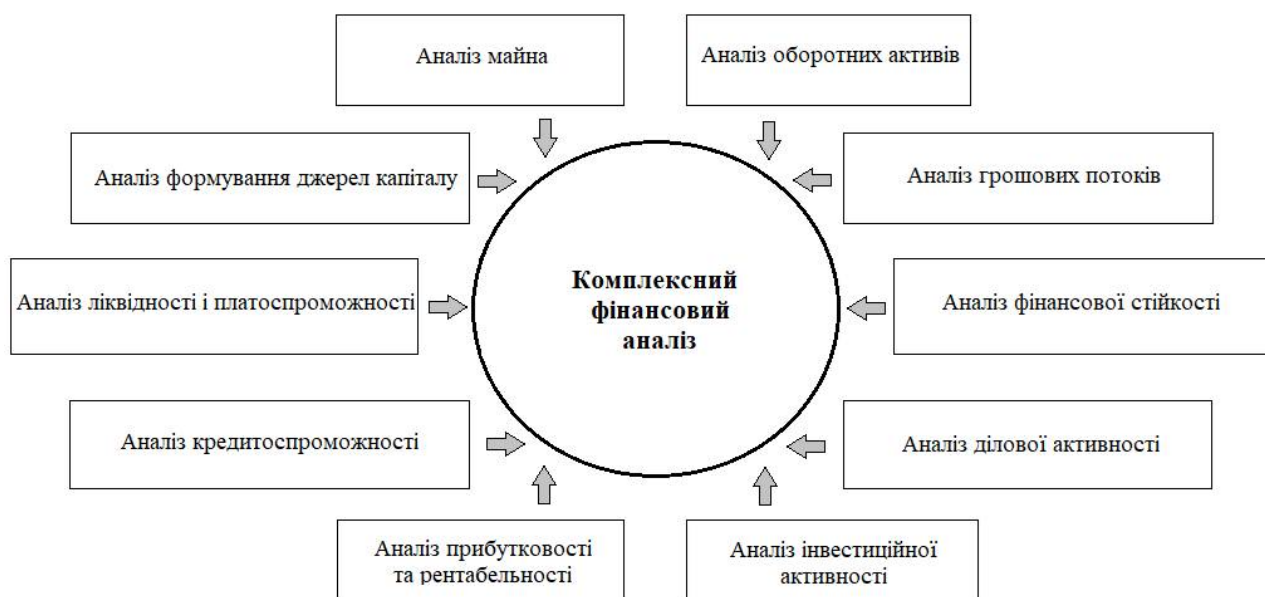 Аналіз майна
Аналіз оборотних активів
Аналіз формування джерел капіталу
Аналіз грошових потоків
Аналіз ліквідності і платоспроможності
Комплексний
фінансовий
аналіз
Аналіз фінансової стійкості
Аналіз кредитоспроможності
Аналіз ділової активності
Аналіз прибутковості
та рентабельності
Аналіз інвестиційної
активності